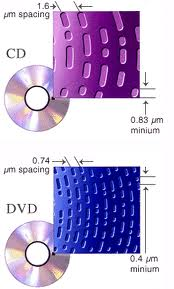 1.6
µm spacing
CD
0.83 µm
minium
0.74
µm spacing
DVD
0.4 µm
minium